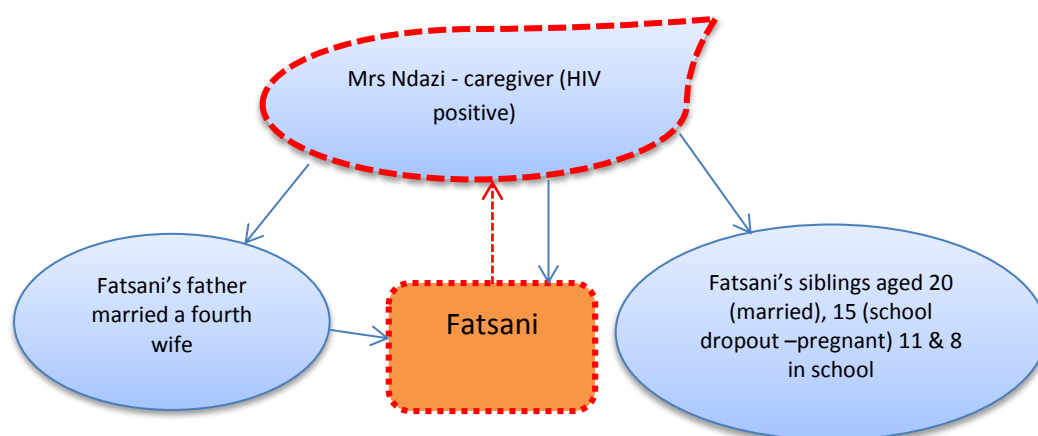 Mrs Ndazi - caregiver (HIV
positive)
Fatsani’s father
married a fourth
wife
Fatsani
Fatsani’s siblings aged 20
(married), 15 (school
dropout –pregnant) 11 & 8
in school